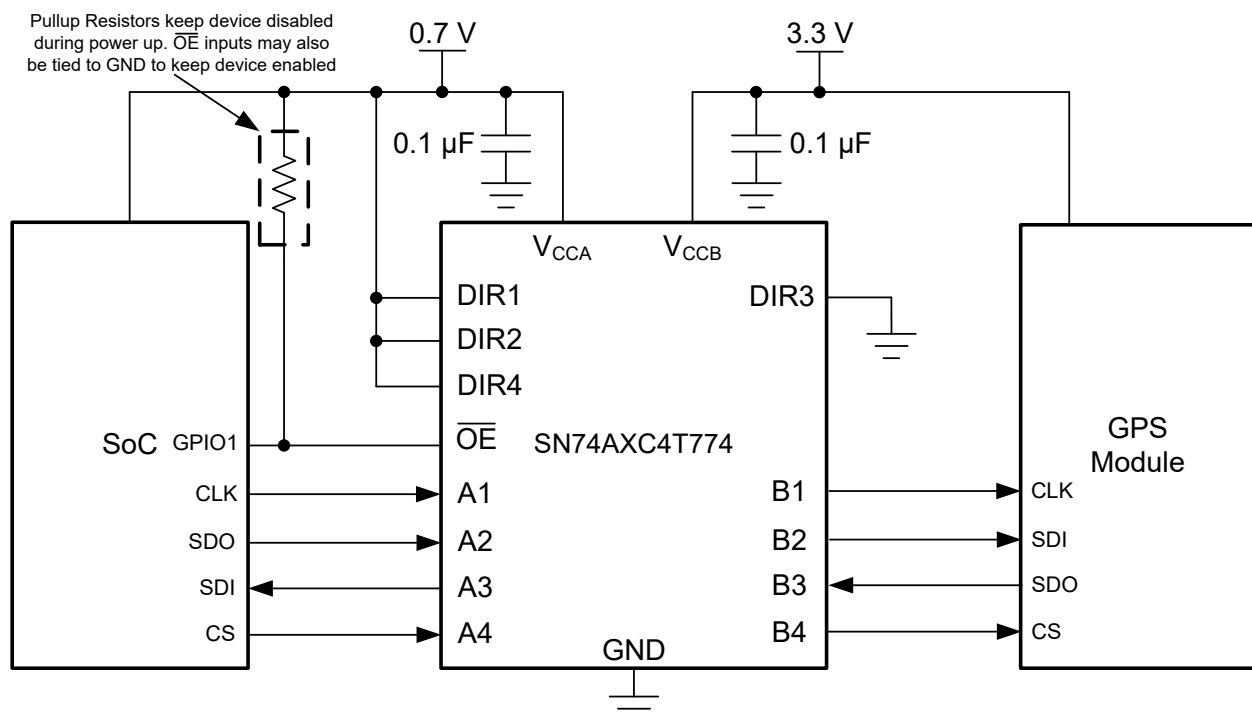 Pullup Resistors keep device disabled
during power up. O̅E̅ inputs may also
be tied to GND to keep device enabled
0.7 V
3.3 V
0.1 µF
0.1 µF
VCCA
VCCB
DIR1
DIR3
DIR2
DIR4
SoC
GPIO1
O̅E̅
SN74AXC4T774
GPS
Module
CLK
A1
B1
CLK
SDO
A2
B2
SDI
SDI
A3
B3
SDO
CS
A4
B4
CS
GND